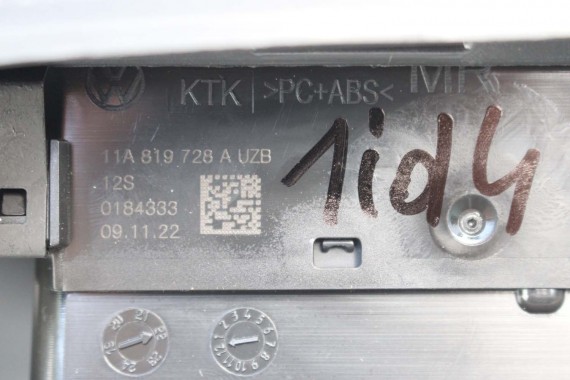 KTK >PC+ABS<
11A 819 728 A UZB
12S
0184333
09.11.22
1id4